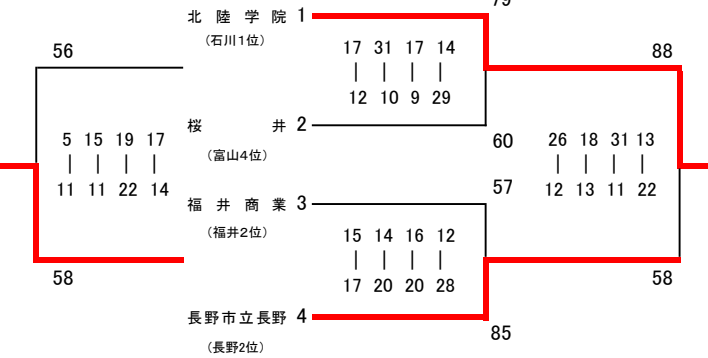 79
北陸学院 1
(石川1位)
17 31 17 14
| | | |
12 10 9 29
桜井 2
(富山4位)
60
57
福井商業 3
(福井2位)
15 14 16 12
| | | |
17 20 20 28
長野市立長野 4
(長野2位)
85
56
5 15 19 17
| | | |
11 11 22 14
58
88
26 18 31 13
| | | |
12 13 11 22
58